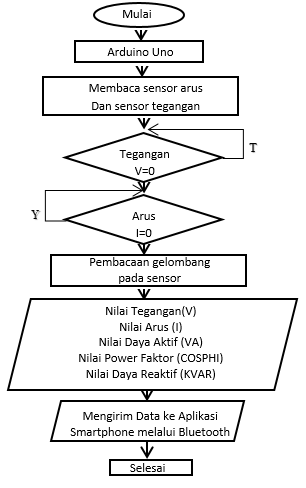 Mulai
Arduino Uno
Membaca sensor arus
Dan sensor tegangan
Tegangan
V=0
T
Y
Arus
I=0
Pembacaan gelombang
pada sensor
Nilai Tegangan(V)
Nilai Arus (I)
Nilai Daya Aktif (VA)
Nilai Power Faktor (COSPHI)
Nilai Daya Reaktif (KVAR)
Mengirim Data ke Aplikasi
Smartphone melalui Bluetooth
Selesai